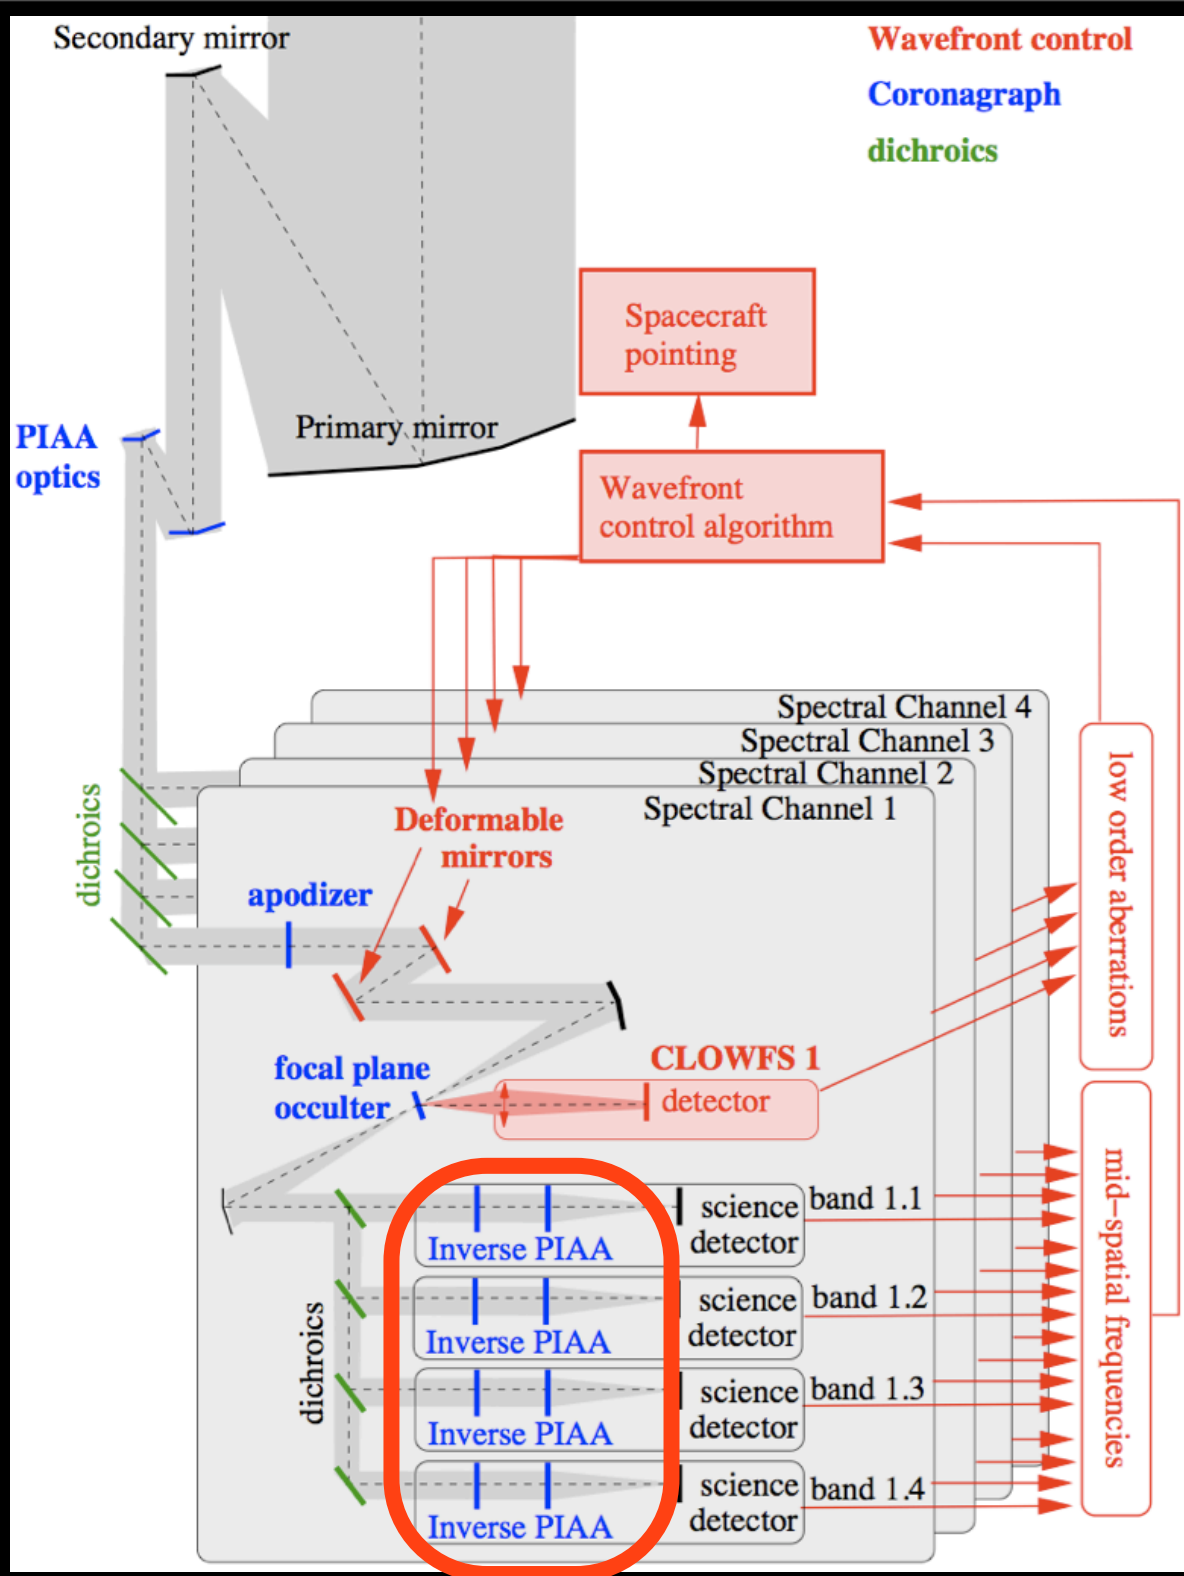 Secondary mirror
Wavefront control
Coronagraph
dichroics
Spacecraft
pointing
Primary mirror
PIAA
optics
Wavefront
control algorithm
Spectral Channel 4
Spectral Channel 3
Spectral Channel 2
Spectral Channel 1
low order aberrations
dichroics
Deformable
mirrors
apodizer
focal plane
occulter
CLOWFS 1
detector
mid-spatial frequencies
dichroics
Inverse PIAA
science
detector
band 1.1
Inverse PIAA
science
detector
band 1.2
Inverse PIAA
science
detector
band 1.3
Inverse PIAA
science
detector
band 1.4